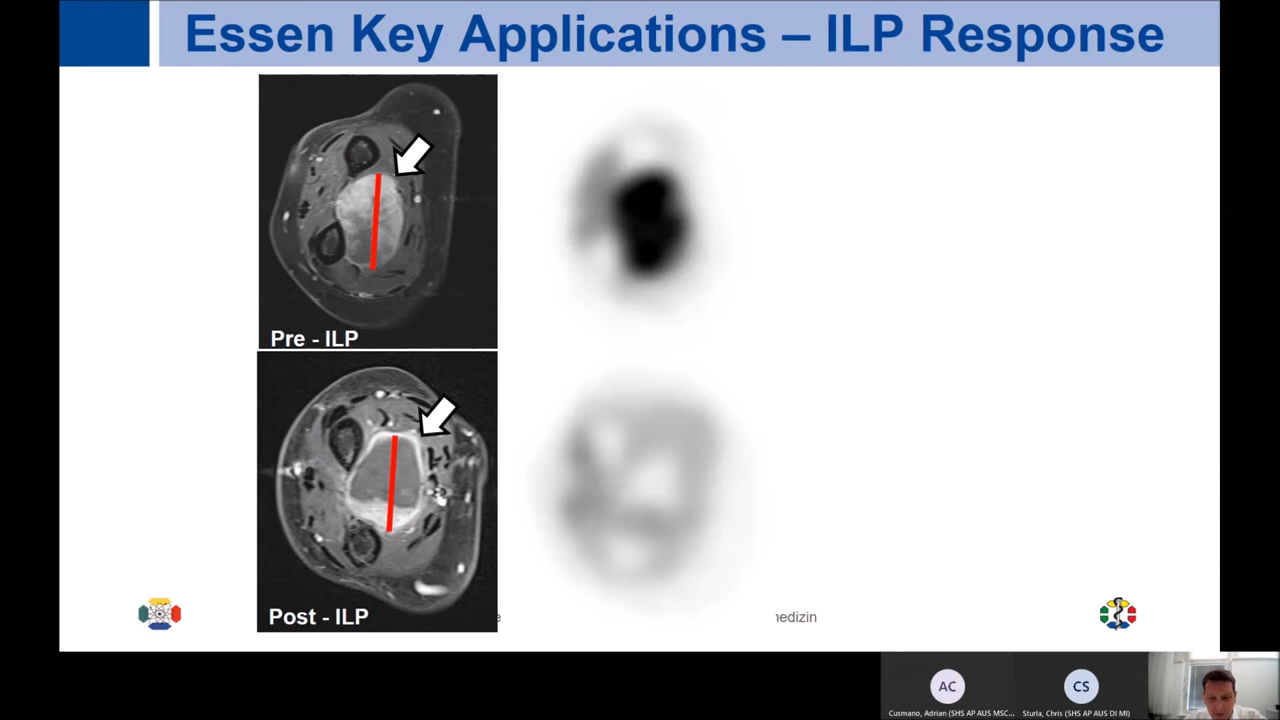 Essen Key Applications – ILP Response
Pre - ILP
Post - ILP
AC
CS
Cusmano, Adrian (SHS AP AUS MSC...
Sturla, Chris (SHS AP AUS DI MI)